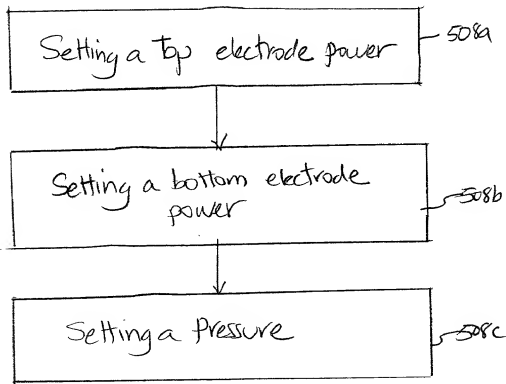 Setting a Top electrode power
508a
Setting a bottom electrode
power
508b
Setting a Pressure
508c